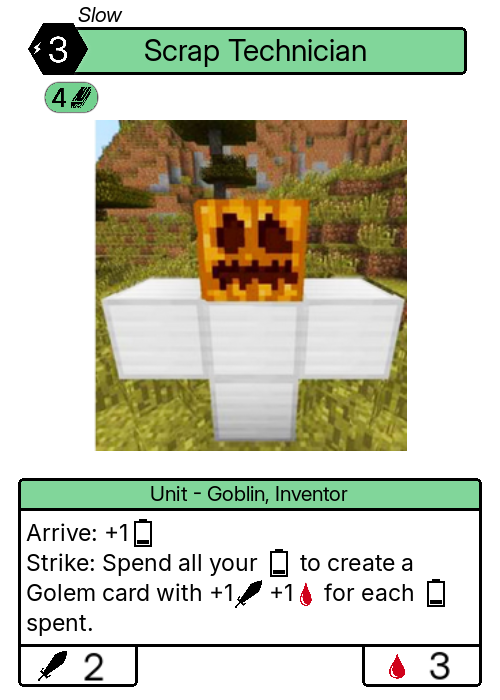 Slow
3
Scrap Technician
4
Unit - Goblin, Inventor
Arrive: +1
Strike: Spend all your to create a
Golem card with +1 +1 for each
spent.
2
3